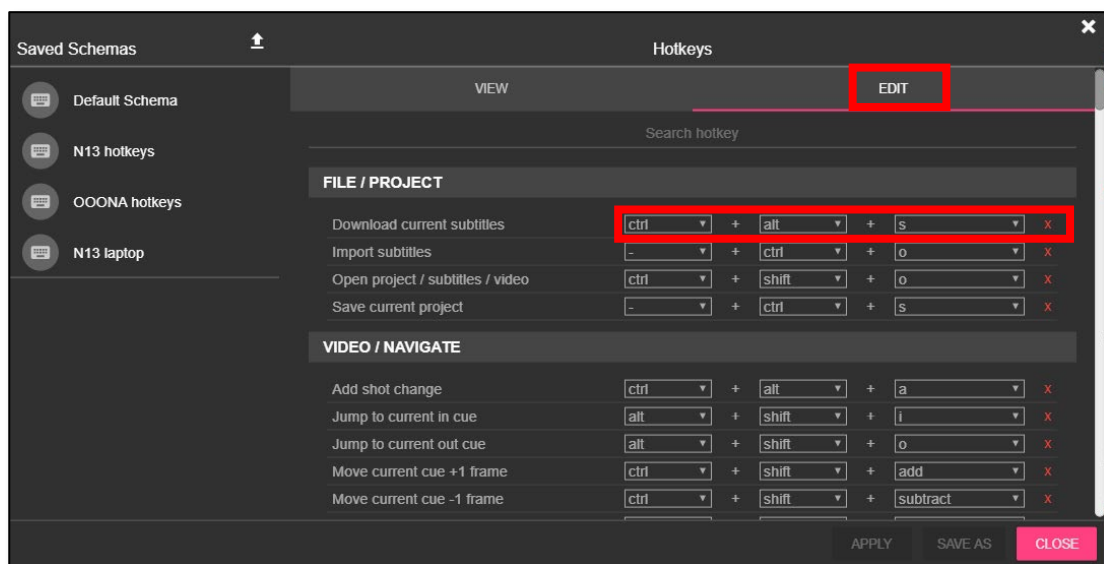 Saved Schemas
Hotkeys
Default Schema
N13 hotkeys
OOONA hotkeys
N13 laptop
VIEW
EDIT
Search hotkey
FILE / PROJECT
Download current subtitles ctrl + alt + s x
Import subtitles - + ctrl + o x
Open project / subtitles / video ctrl + shift + o x
Save current project - + ctrl + s x
VIDEO / NAVIGATE
Add shot change ctrl + alt + a x
Jump to current in cue alt + shift + i x
Jump to current out cue alt + shift + o x
Move current cue +1 frame ctrl + shift + add x
Move current cue -1 frame ctrl + shift + subtract x
APPLY
SAVE AS
CLOSE